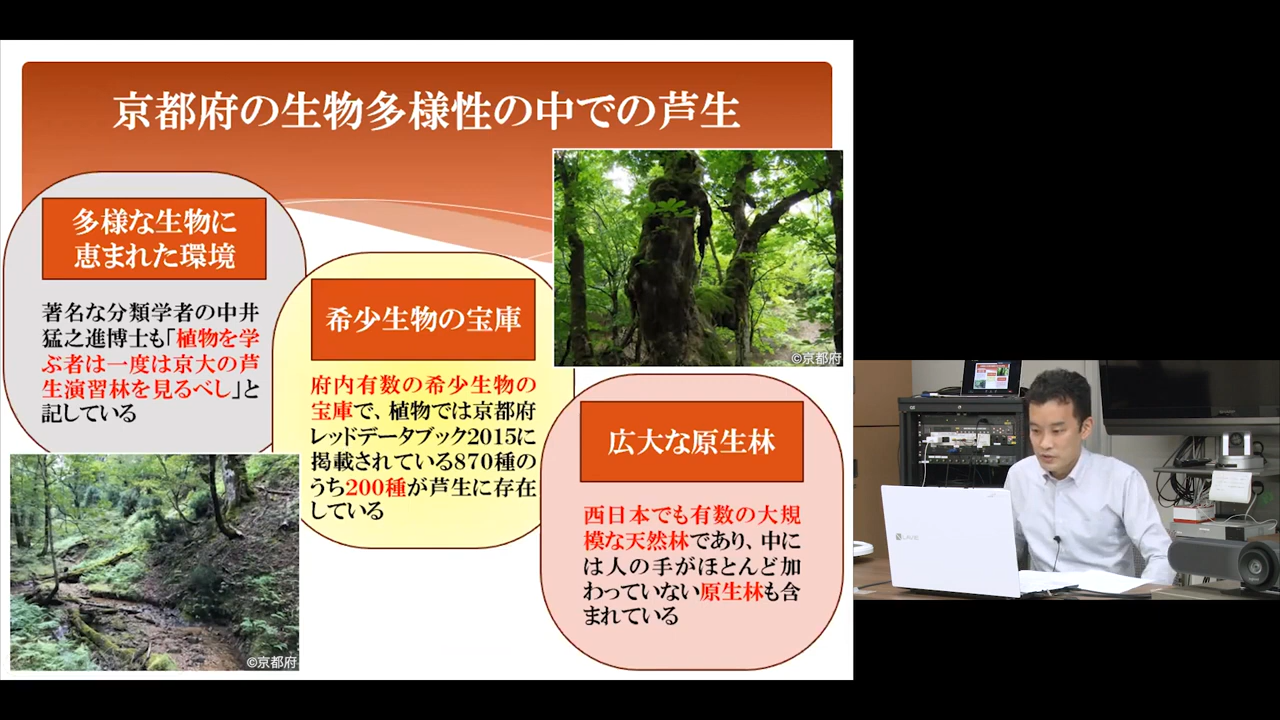 京都府の生物多様性の中での芦生
多様な生物に
恵まれた環境
著名な分類学者の中井
猛之進博士も「植物を学
ぶ者は一度は京大の芦
生演習林を見るべし」と
記している
希少生物の宝庫
府内有数の希少生物の
宝庫で、植物では京都府
レッドデータブック2015に
掲載されている870種の
うち200種が芦生に存在
している
©京都府
広大な原生林
西日本でも有数の大規
模な天然林であり、中に
は人の手がほとんど加
わっていない原生林も含
まれている
©京都府
LAVIE